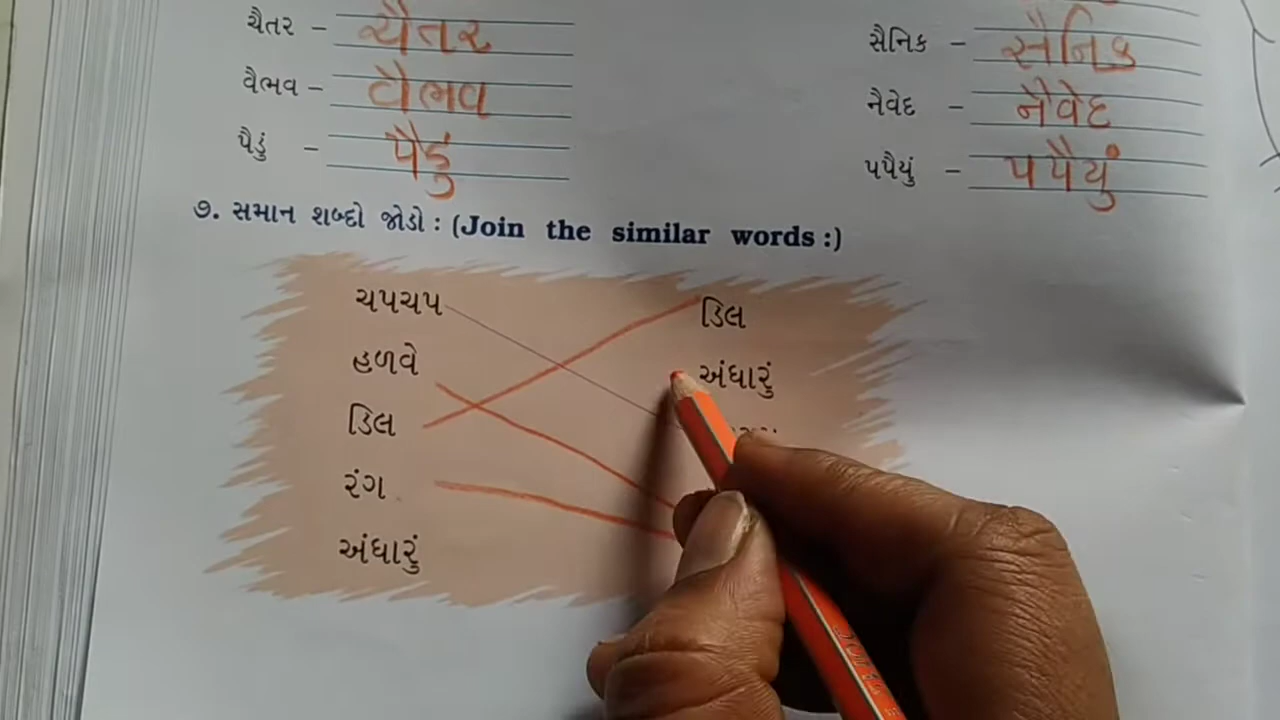 ચૈતર – ચૈતર
સૈનિક – સૈનિક
વૈભવ – વૈભવ
નૈવેદ – નૈવેદ
પૈડું – પૈડું
પપૈયું – પપૈયું
૭. સમાન શબ્દો જોડો : (Join the similar words :)
ચપચપ ડિલ
હળવે અંધારું
ડિલ
રંગ
અંધારું